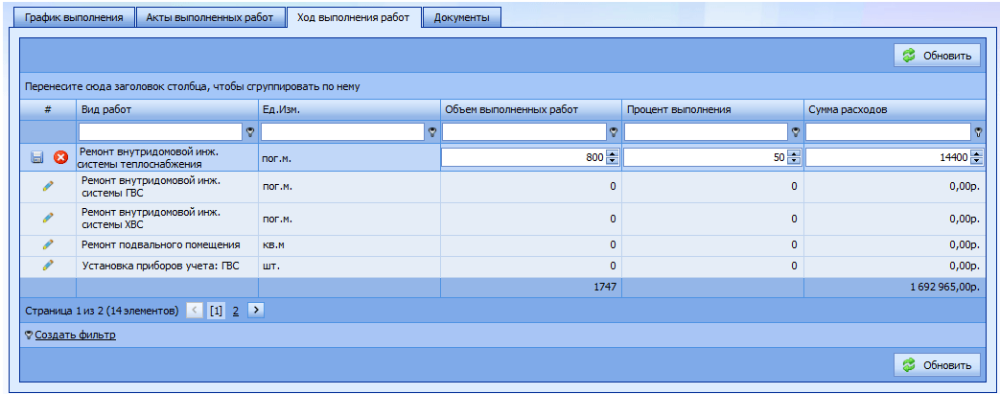 График выполнения Акты выполненных работ Ход выполнения работ Документы
Обновить
Перенесите сюда заголовок столбца, чтобы сгруппировать по нему
# Вид работ Ед.Изм. Объем выполненных работ Процент выполнения Сумма расходов
Ремонт внутридомовой инж.
системы теплоснабжения пог.м. 800 50 14400
Ремонт внутридомовой инж.
системы ГВС пог.м. 0 0 0,00р.
Ремонт внутридомовой инж.
системы ХВС пог.м. 0 0 0,00р.
Ремонт подвального помещения кв.м 0 0 0,00р.
Установка приборов учета: ГВС шт. 0 0 0,00р.
1747 1 692 965,00р.
Страница 1 из 2 (14 элементов) < [1] 2 >
Создать фильтр
Обновить